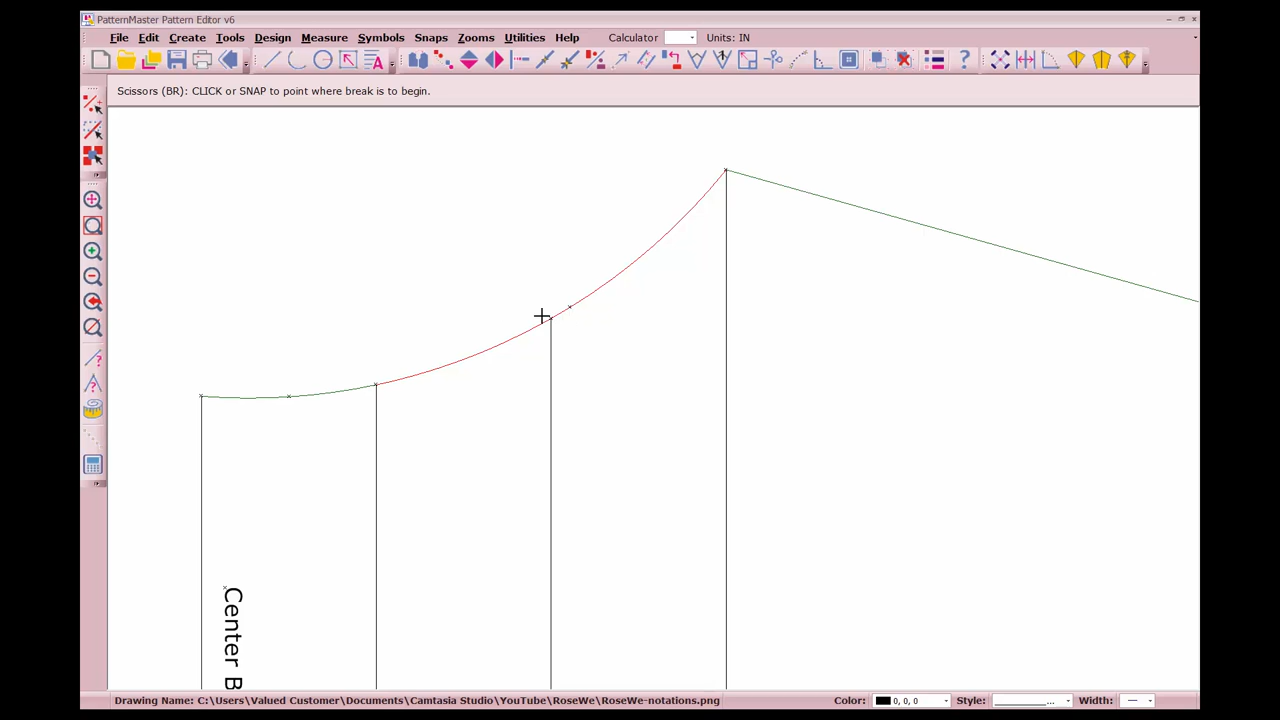 PatternMaster Pattern Editor v6
File Edit Create Tools Design Measure Symbols Snaps Zooms Utilities Help Calculator Units: IN
Scissors (BR): CLICK or SNAP to point where break is to begin.
Center B
Drawing Name: C:\Users\Valued Customer\Documents\Camtasia Studio\YouTube\RoseWe\RoseWe-notations.png Color: 0, 0, 0 Style: ... Width: